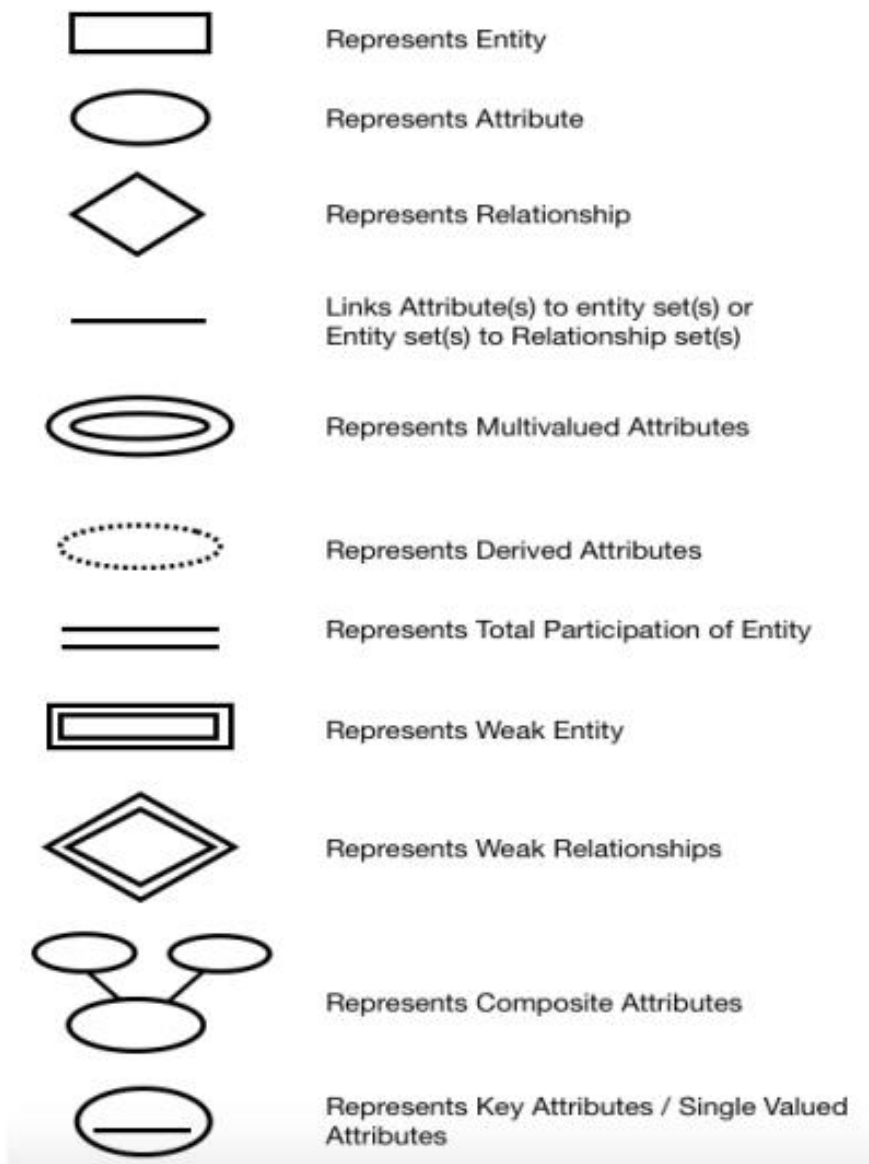 Represents Entity
Represents Attribute
Represents Relationship
Links Attribute(s) to entity set(s) or
Entity set(s) to Relationship set(s)
Represents Multivalued Attributes
Represents Derived Attributes
Represents Total Participation of Entity
Represents Weak Entity
Represents Weak Relationships
Represents Composite Attributes
Represents Key Attributes / Single Valued
Attributes